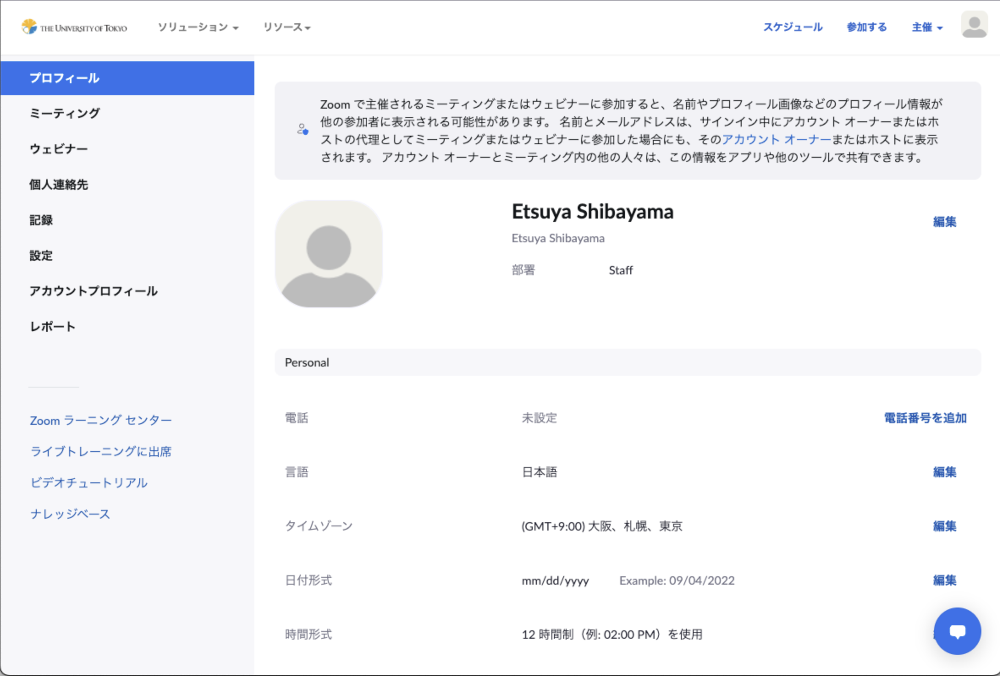 THE UNIVERSITY OF TOKYO
ソリューション
リソース
スケジュール
参加する
主催
プロフィール
ミーティング
ウェビナー
個人連絡先
記録
設定
アカウントプロフィール
レポート
Zoom ラーニング センター
ライブトレーニングに出席
ビデオチュートリアル
ナレッジベース
Zoom で主催されるミーティングまたはウェビナーに参加すると、名前やプロフィール画像などのプロフィール情報が
他の参加者に表示される可能性があります。 名前とメールアドレスは、サインイン中にアカウント オーナーまたはホ
ストの代理としてミーティングまたはウェビナーに参加した場合にも、そのアカウント オーナーまたはホストに表示
されます。 アカウント オーナーとミーティング内の他の人々は、この情報をアプリや他のツールで共有できます。
Etsuya Shibayama
編集
Etsuya Shibayama
部署 Staff
Personal
電話 未設定 電話番号を追加
言語 日本語 編集
タイムゾーン (GMT+9:00) 大阪、札幌、東京 編集
日付形式 mm/dd/yyyy Example: 09/04/2022 編集
時間形式 12 時間制（例: 02:00 PM）を使用